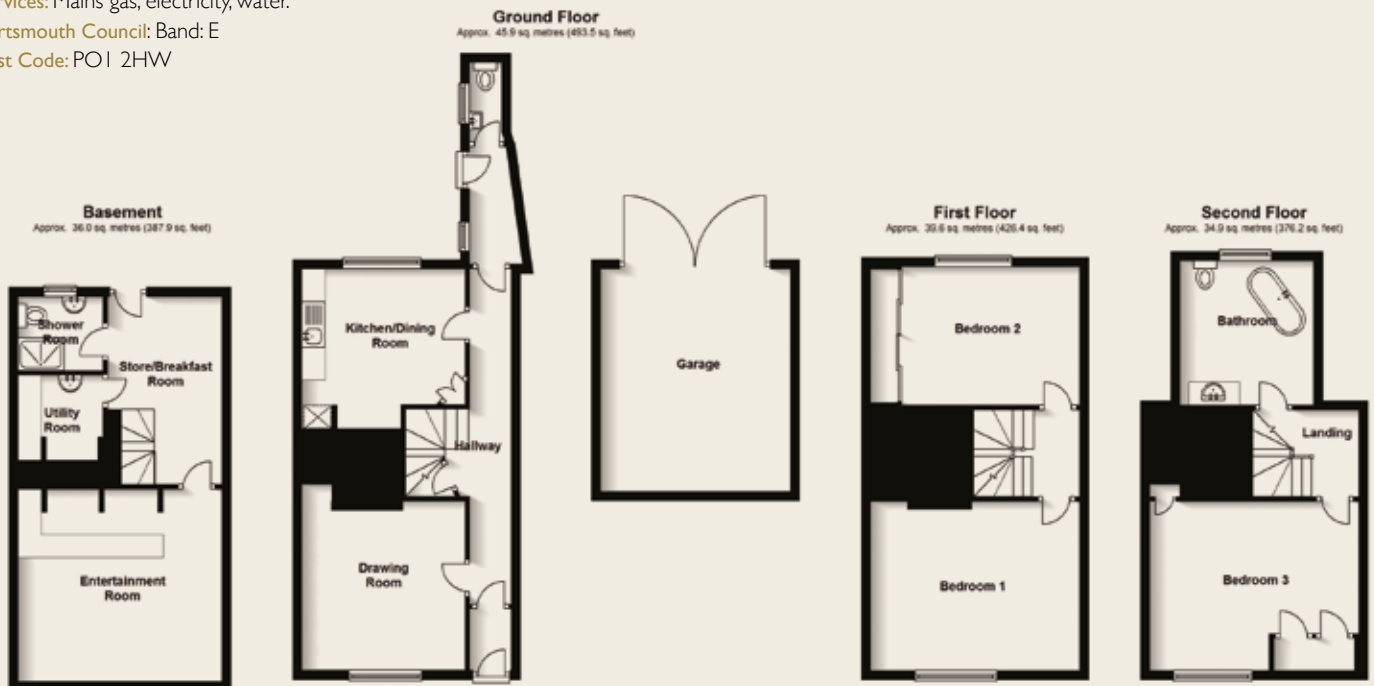 vices: Mains gas, electricity, water.
rtsmouth Council: Band: E
st Code: PO1 2HW
Ground Floor
Approx. 45.9 sq. metres (493.5 sq. feet)
Basement
Approx. 36.0 sq. metres (387.9 sq. feet)
First Floor
Approx. 39.6 sq. metres (426.4 sq. feet)
Second Floor
Approx. 34.9 sq. metres (376.2 sq. feet)
Shower
Room
Store/Breakfast
Room
Utility
Room
Entertainment
Room
Kitchen/Dining
Room
Hallway
Drawing
Room
Garage
Bedroom 2
Bedroom 1
Bathroom
Landing
Bedroom 3